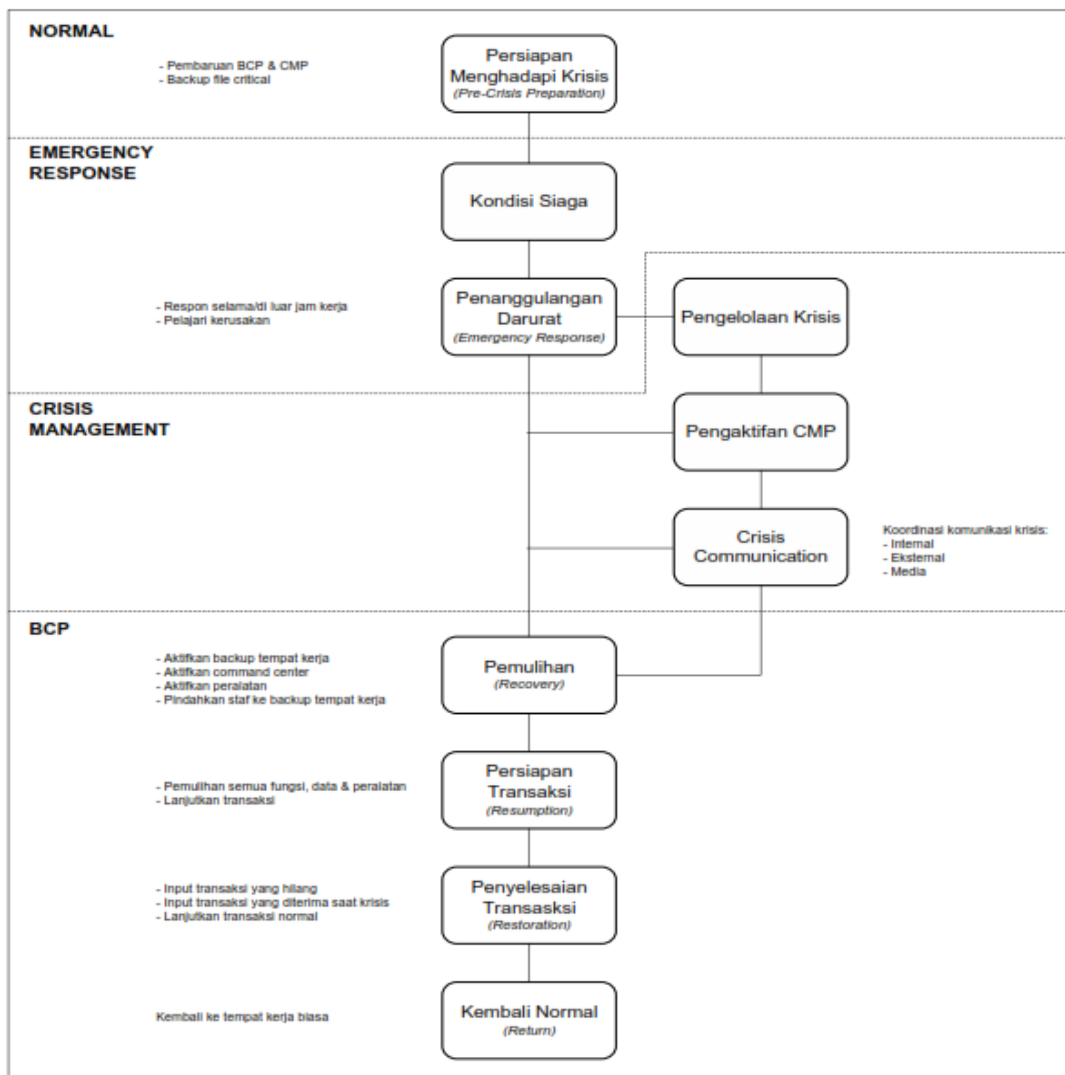 NORMAL
- Pembaruan BCP & CMP
- Backup file critical
Persiapan
Menghadapi Krisis
(Pre-Crisis Preparation)
EMERGENCY
RESPONSE
Kondisi Siaga
- Respon selama/di luar jam kerja
- Pelajari kerusakan
Penanggulangan
Darurat
(Emergency Response)
Pengelolaan Krisis
CRISIS
MANAGEMENT
Pengaktifan CMP
Crisis
Communication
Koordinasi komunikasi krisis:
- Internal
- Eksternal
- Media
BCP
- Aktifkan backup tempat kerja
- Aktifkan command center
- Aktifkan peralatan
- Pindahkan staf ke backup tempat kerja
Pemulihan
(Recovery)
- Pemulihan semua fungsi, data & peralatan
- Lanjutkan transaksi
Persiapan
Transaksi
(Resumption)
- Input transaksi yang hilang
- Input transaksi yang diterima saat krisis
- Lanjutkan transaksi normal
Penyelesaian
Transasksi
(Restoration)
Kembali ke tempat kerja biasa
Kembali Normal
(Return)